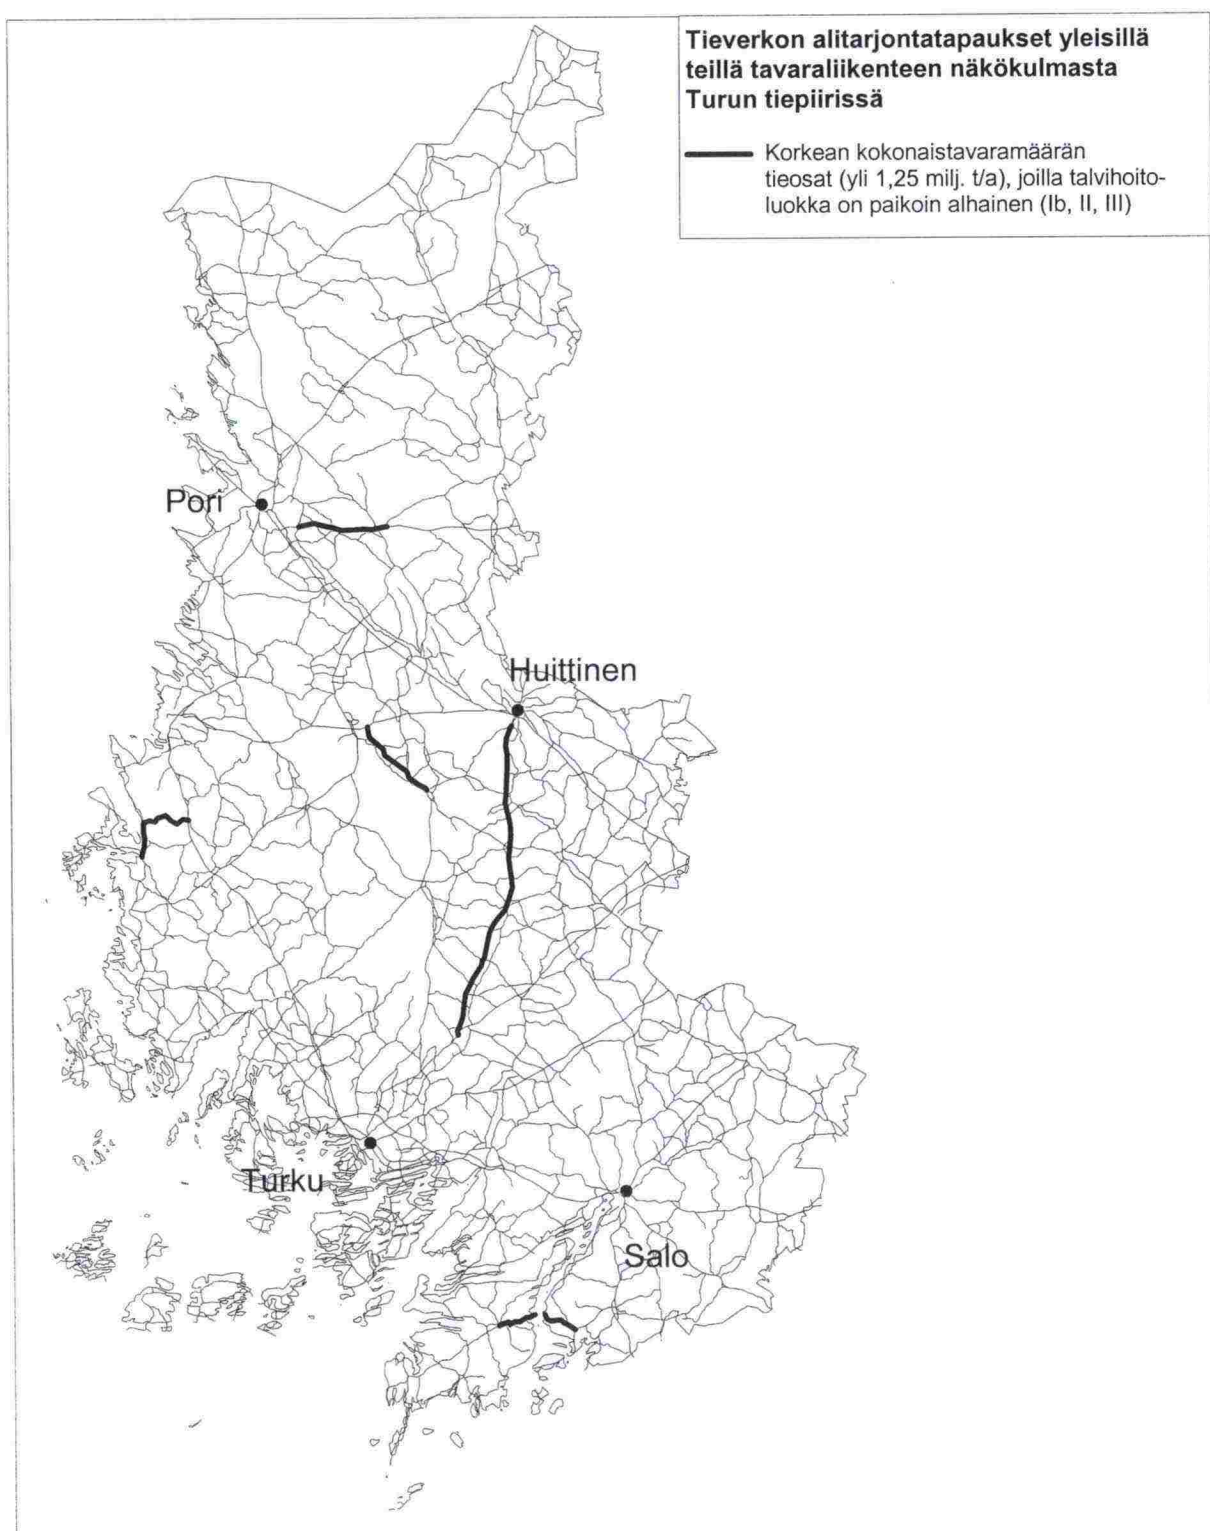 Tieverkon alitarjontatapaukset yleisillä
teillä tavaraliikenteen näkökulmasta
Turun tiepiirissä
Korkean kokonaistavaramäärän
tieosat (yli 1,25 milj. t/a), joilla talvihoito-
luokka on paikoin alhainen (Ib, II, III)
Pori
Huittinen
Turku
Salo